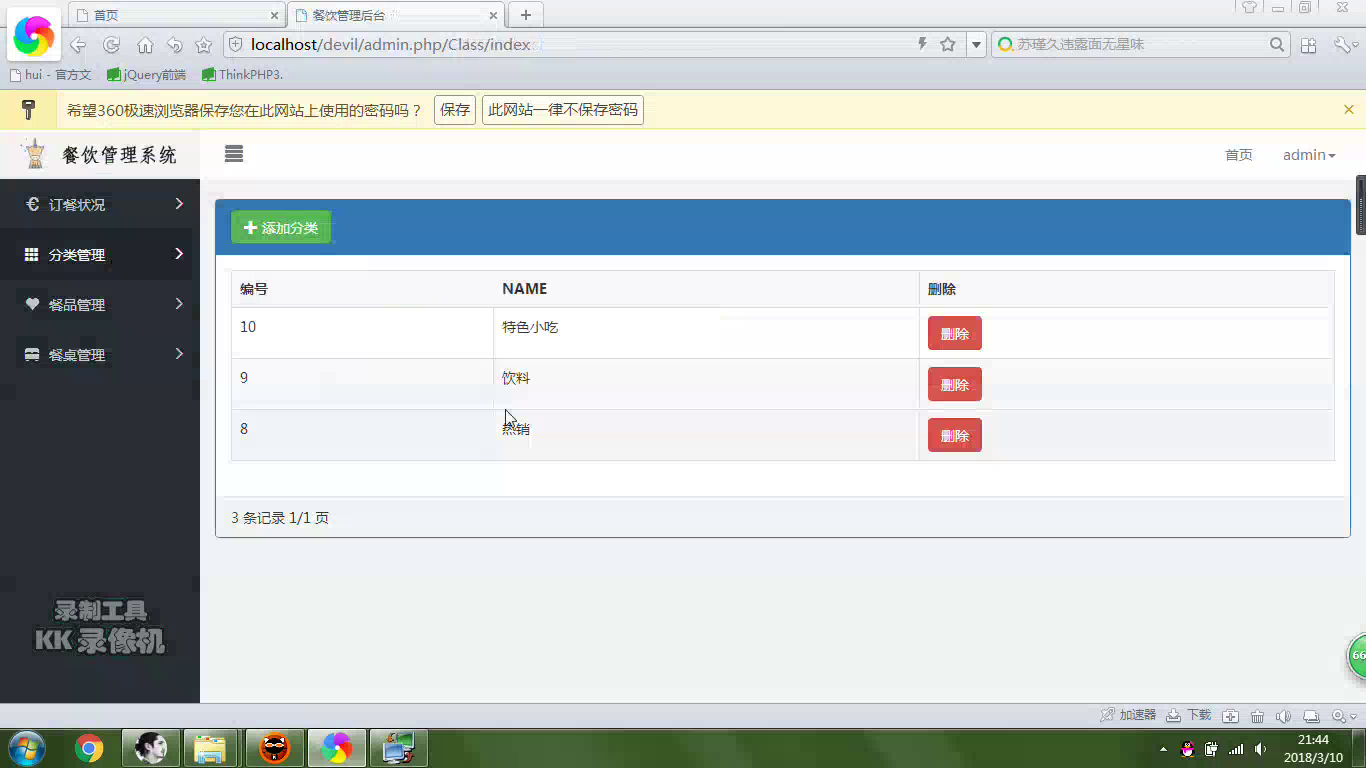 首页
餐饮管理后台
localhost/devil/admin.php/Class/index
苏瑾久违露面无星味
hui - 官方文
jQuery前端
ThinkPHP3.
希望360极速浏览器保存您在此网站上使用的密码吗？ 保存 此网站一律不保存密码
餐饮管理系统
首页 admin
订餐状况
分类管理
餐品管理
餐桌管理
添加分类
编号 NAME 删除
10 特色小吃 删除
9 饮料 删除
8 热销 删除
3 条记录 1/1 页
录制工具
KK 录像机
66
加速器 下载
21:44
2018/3/10